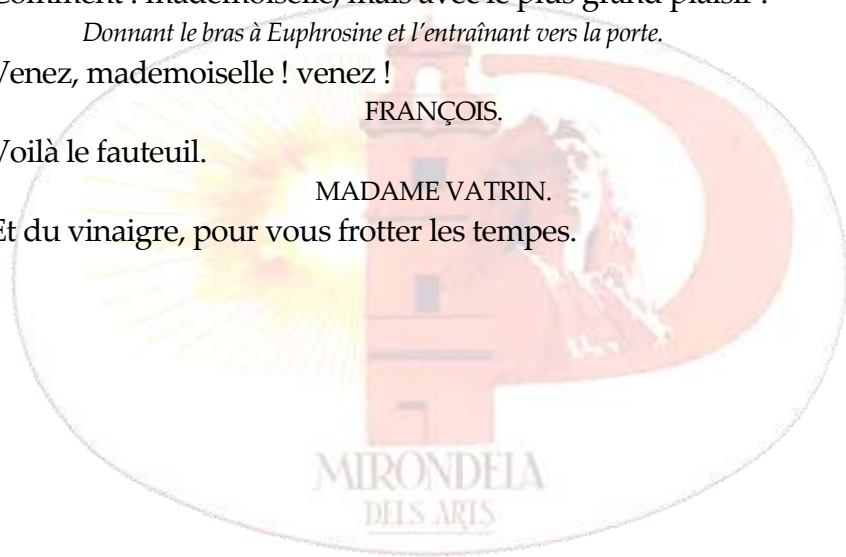 Comment ! mademoiselle, mais avec le plus grand plaisir !
Donnant le bras à Euphrosine et l'entraînant vers la porte.
Venez, mademoiselle ! venez !
FRANÇOIS.
Voilà le fauteuil.
MADAME VATRIN.
Et du vinaigre, pour vous frotter les tempes.
MIRONDELA
DELS ARTS